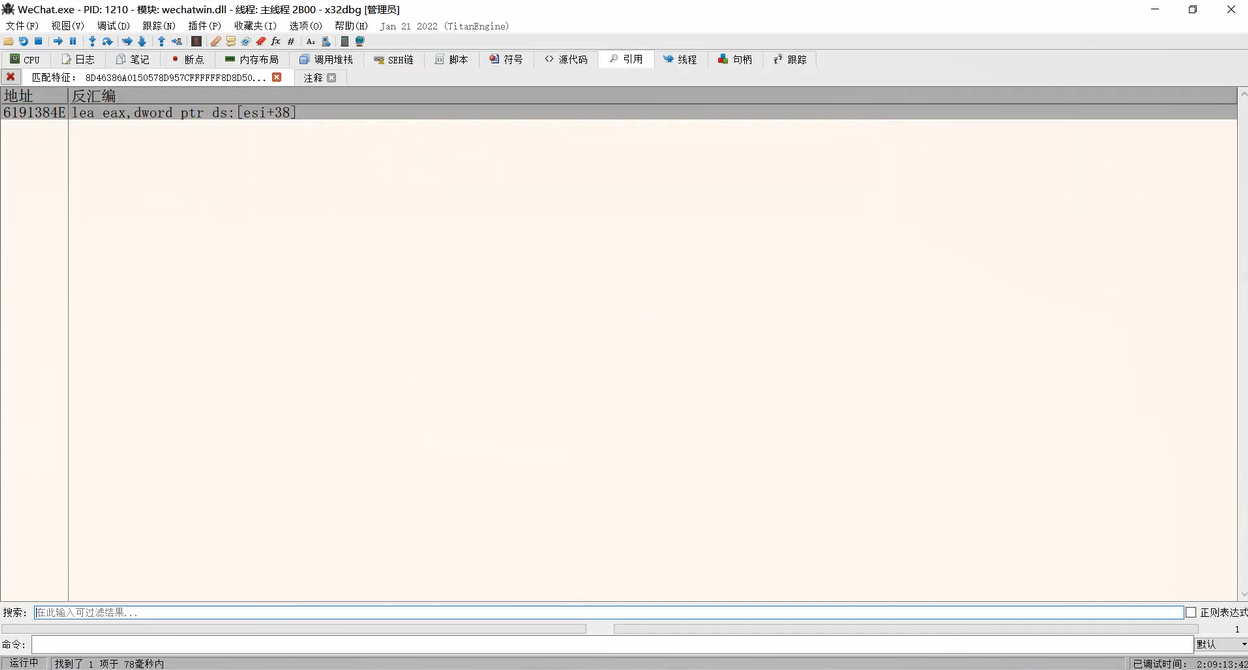 WeChat.exe - PID: 1210 - 模块: wechatwin.dll - 线程: 主线程 2B00 - x32dbg [管理员]
文件(F) 视图(V) 调试(D) 跟踪(N) 插件(P) 收藏夹(I) 选项(O) 帮助(H) Jan 21 2022 (TitanEngine)
CPU 日志 笔记 断点 内存布局 调用堆栈 SEH链 脚本 符号 源代码 引用 线程 句柄 跟踪
匹配特征: 8D46386A0150578D957CFFFFFF8D8D50... 注释
地址 反汇编
6191384E lea eax,dword ptr ds:[esi+38]
搜索: 在此输入可过滤结果... 正则表达式
1
命令: 默认
运行中 找到了 1 项于 78毫秒内 已调试时间: 2:09:13:42